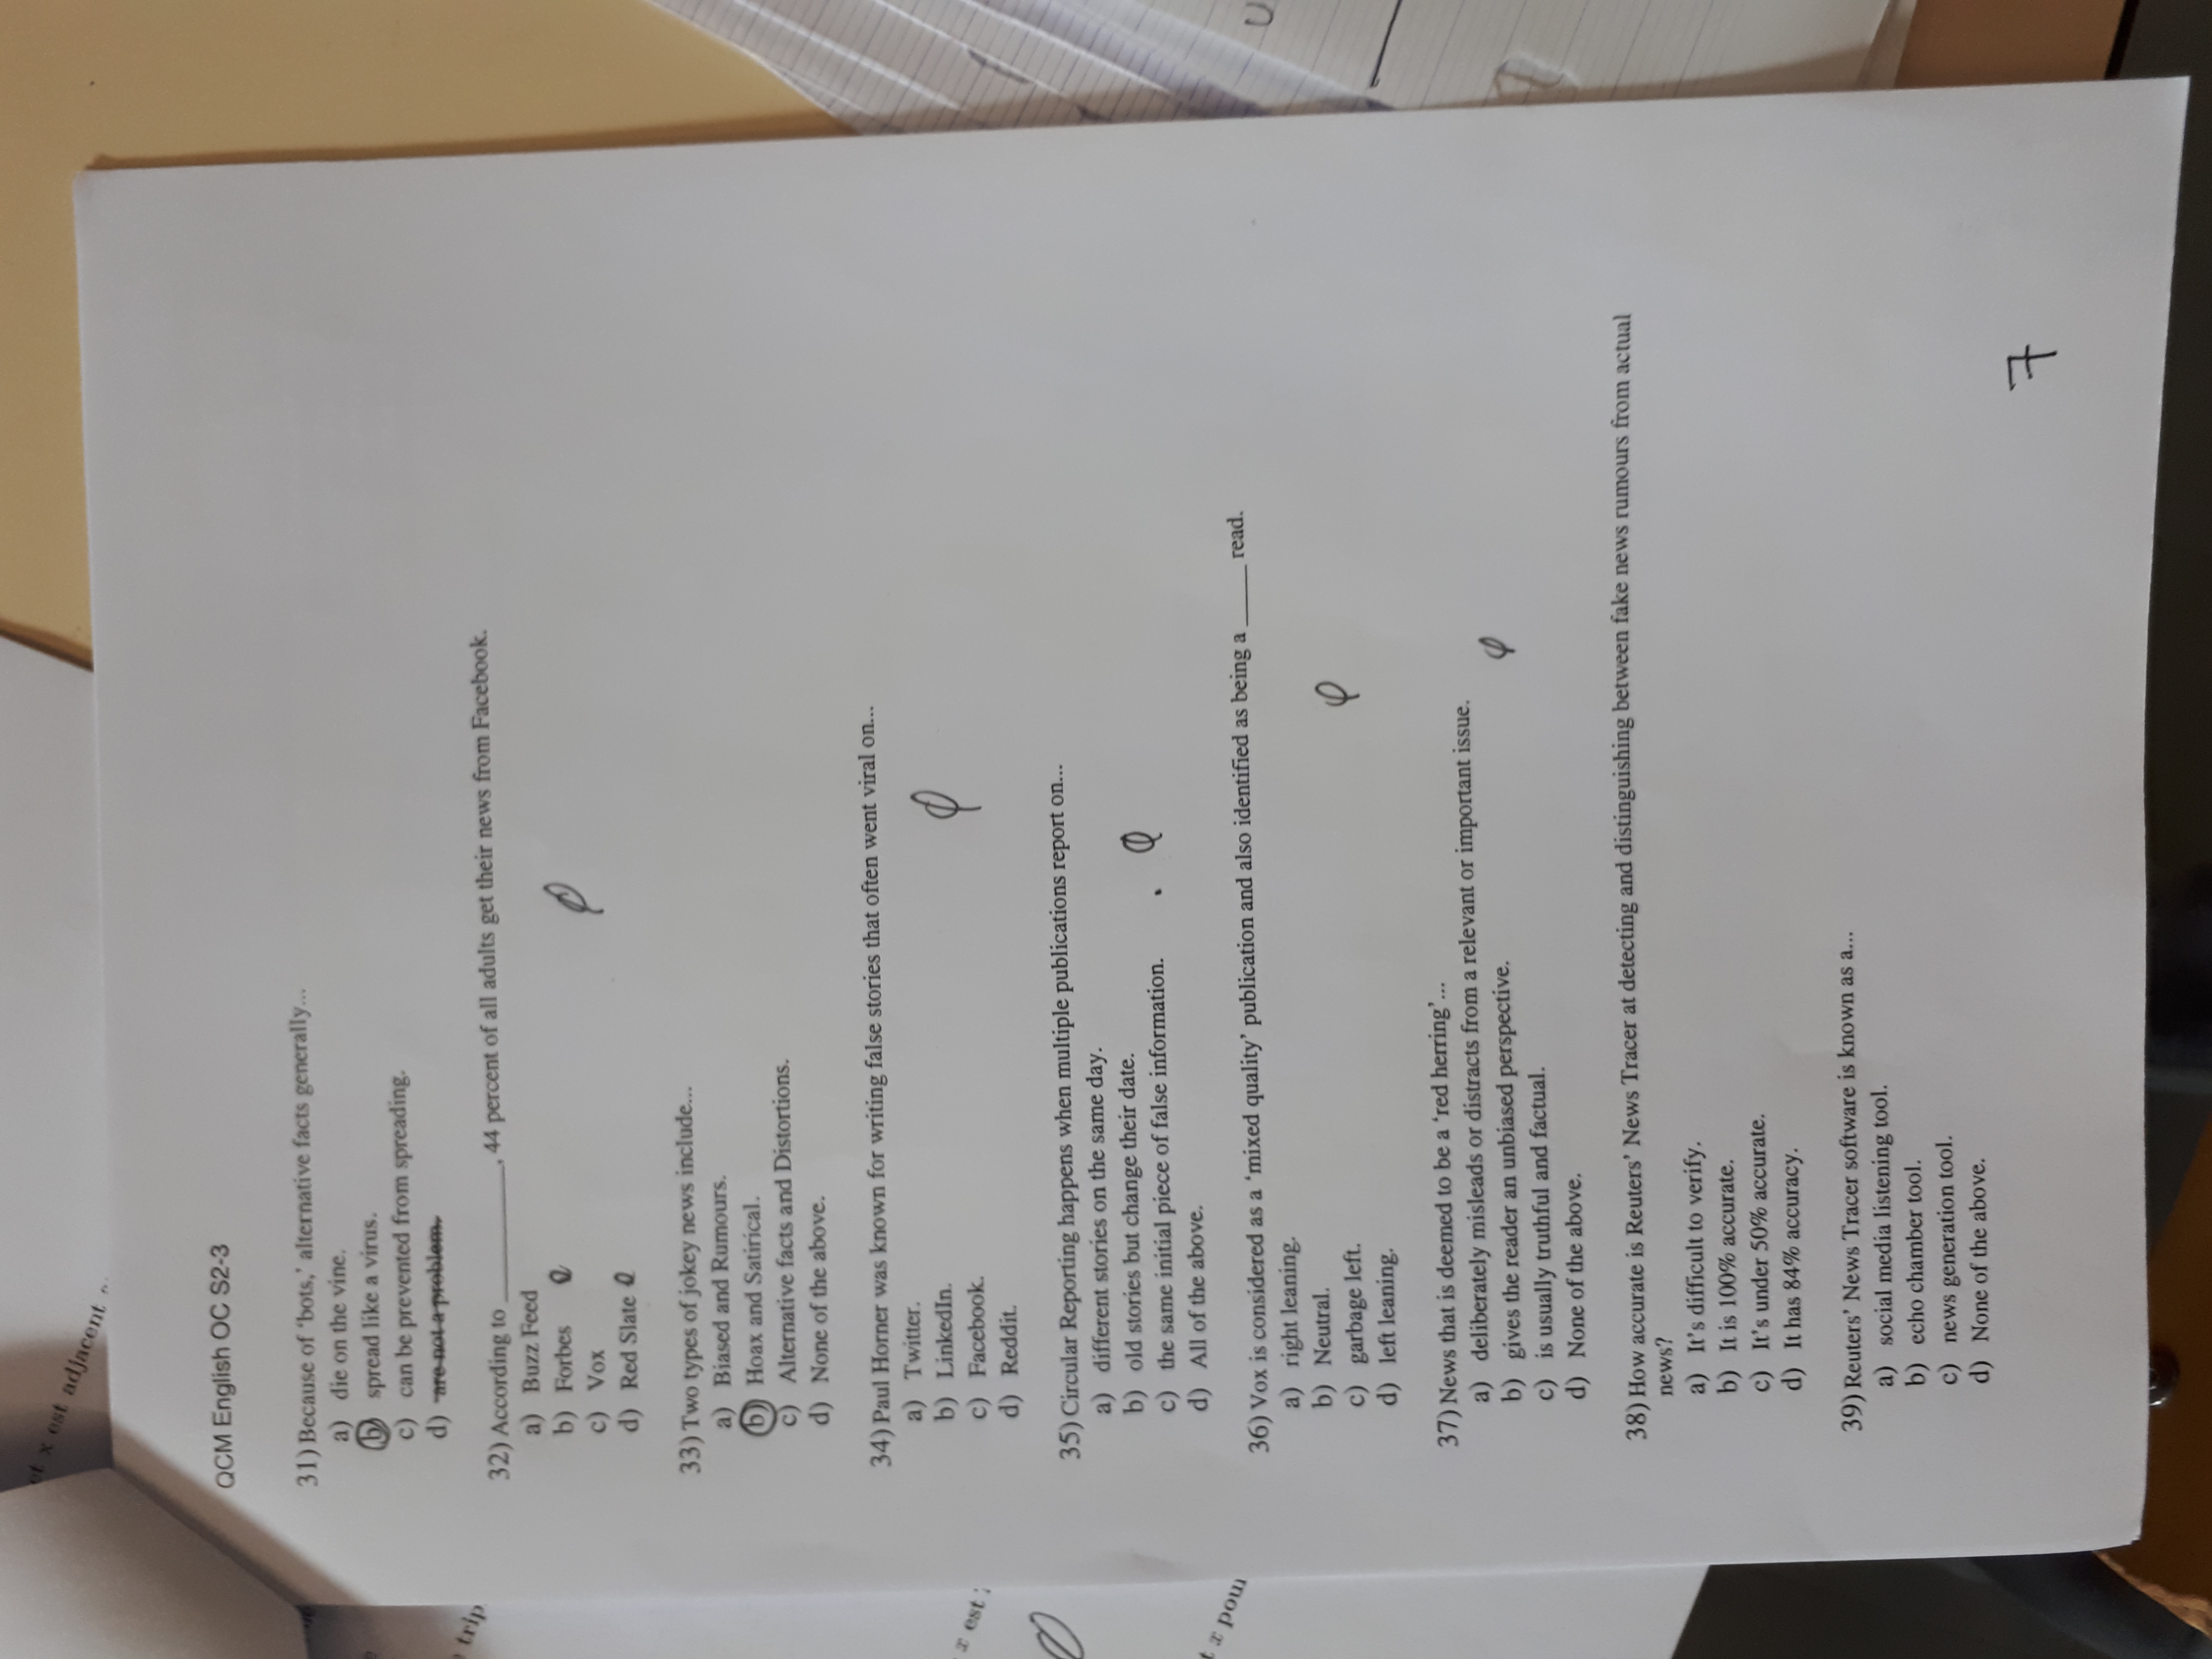 QCM English OC S2-3
31) Because of 'bots,' alternative facts generally...
a) die on the vine.
b) spread like a virus.
c) can be prevented from spreading.
d) are not a problem.
32) According to ________, 44 percent of all adults get their news from Facebook.
a) Buzz Feed
b) Forbes
c) Vox
d) Red Slate
33) Two types of jokey news include...
a) Biased and Rumours.
b) Hoax and Satirical.
c) Alternative facts and Distortions.
d) None of the above.
34) Paul Horner was known for writing false stories that often went viral on...
a) Twitter.
b) LinkedIn.
c) Facebook.
d) Reddit.
35) Circular Reporting happens when multiple publications report on...
a) different stories on the same day.
b) old stories but change their date.
c) the same initial piece of false information.
d) All of the above.
36) Vox is considered as a 'mixed quality' publication and also identified as being a _____ read.
a) right leaning.
b) Neutral.
c) garbage left.
d) left leaning.
37) News that is deemed to be a 'red herring'...
a) deliberately misleads or distracts from a relevant or important issue.
b) gives the reader an unbiased perspective.
c) is usually truthful and factual.
d) None of the above.
38) How accurate is Reuters' News Tracer at detecting and distinguishing between fake news rumours from actual
news?
a) It's difficult to verify.
b) It is 100% accurate.
c) It's under 50% accurate.
d) It has 84% accuracy.
39) Reuters' News Tracer software is known as a...
a) social media listening tool.
b) echo chamber tool.
c) news generation tool.
d) None of the above.
7
x est adjacent
trip
x est
x pou